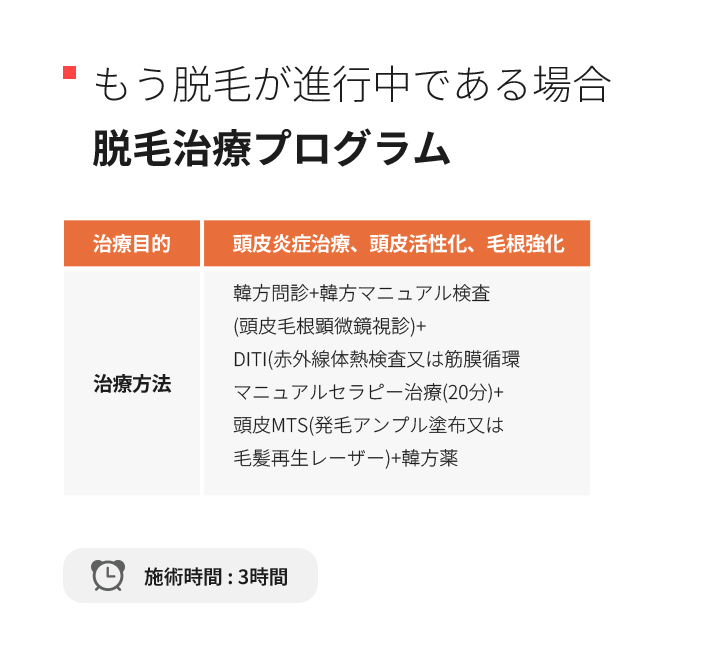 もう脱毛が進行中である場合
脱毛治療プログラム
治療目的
頭皮炎症治療、頭皮活性化、毛根強化
治療方法
韓方問診+韓方マニュアル検査
(頭皮毛根顕微鏡視診)+
DITI(赤外線体熱検査又は筋膜循環
マニュアルセラピー治療(20分)+
頭皮MTS(発毛アンプル塗布又は
毛髪再生レーザー)+韓方薬
施術時間 : 3時間